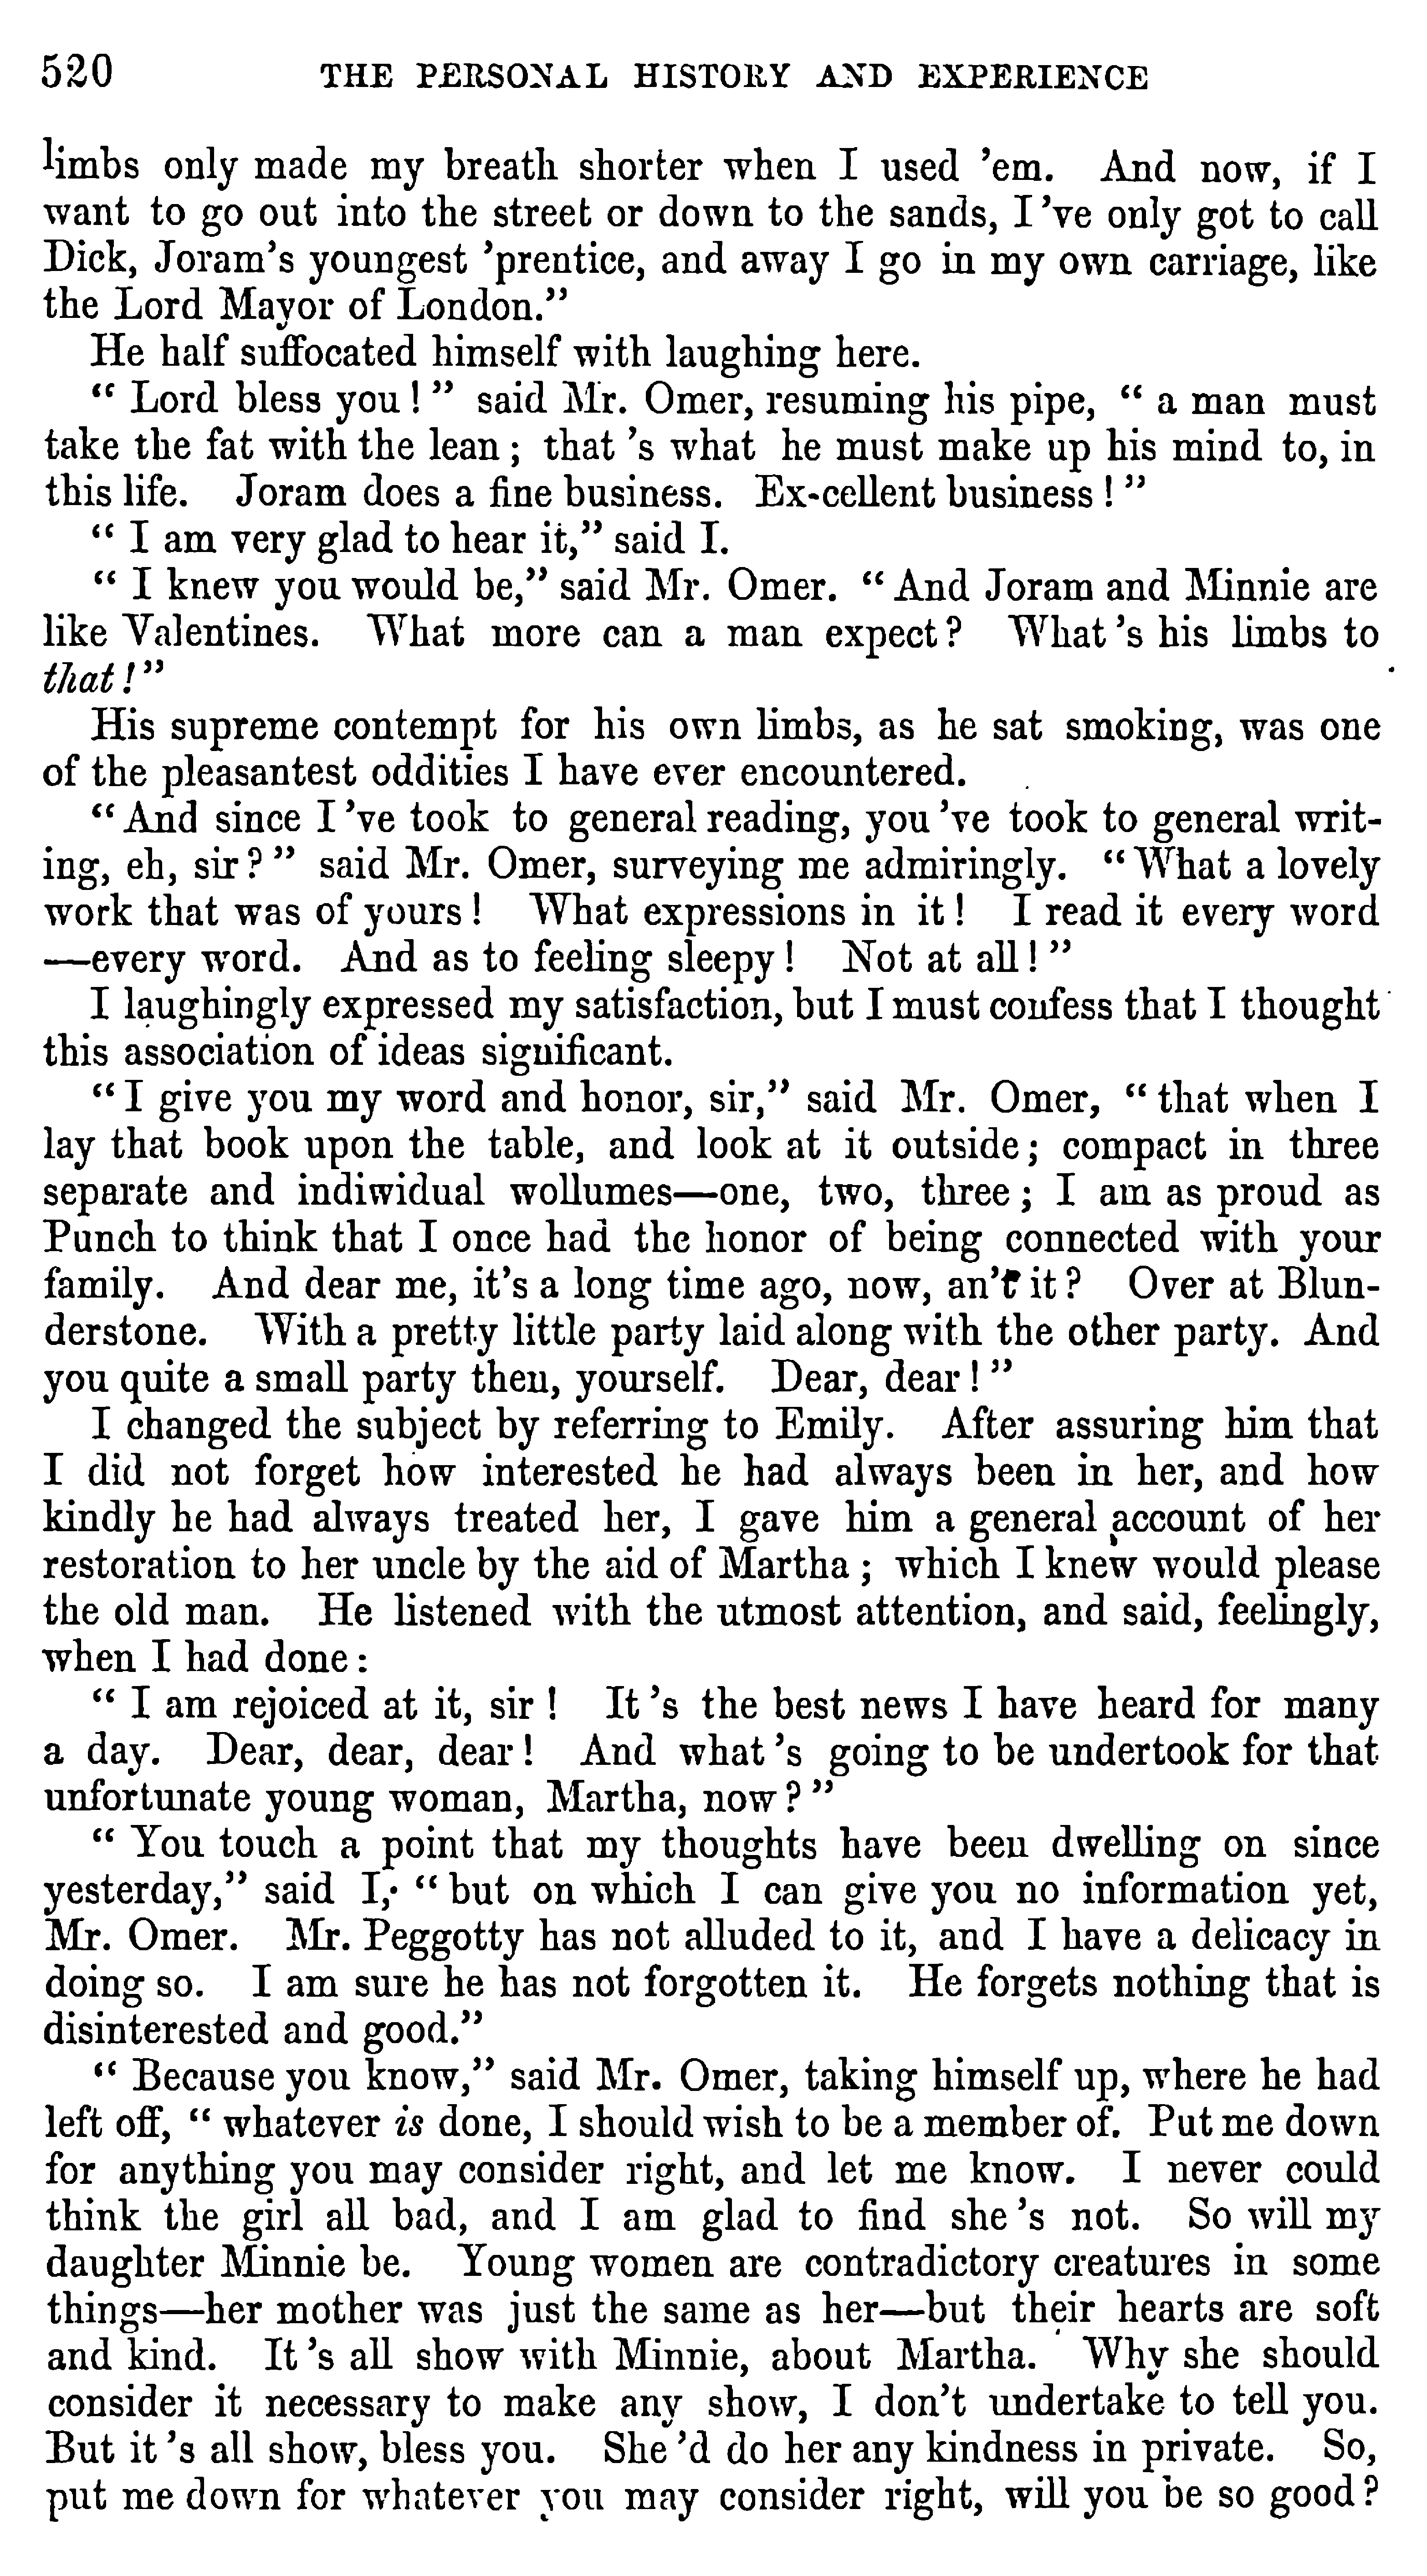 520 THE PERSONAL HISTORY AND EXPERIENCE
limbs only made my breath shorter when I used 'em. And now, if I
want to go out into the street or down to the sands, I 've only got to call
Dick, Joram's youngest 'prentice, and away I go in my own carriage, like
the Lord Mayor of London."
He half suffocated himself with laughing here.
" Lord bless you ! " said Mr. Omer, resuming his pipe, " a man must
take the fat with the lean ; that 's what he must make up his mind to, in
this life. Joram does a fine business. Ex-cellent business ! "
" I am very glad to hear it," said I.
" I knew you would be," said Mr. Omer. " And Joram and Minnie are
like Valentines. What more can a man expect ? What 's his limbs to
that ! "
His supreme contempt for his own limbs, as he sat smoking, was one
of the pleasantest oddities I have ever encountered.
" And since I 've took to general reading, you 've took to general writ-
ing, eh, sir ? " said Mr. Omer, surveying me admiringly. " What a lovely
work that was of yours ! What expressions in it ! I read it every word
—every word. And as to feeling sleepy ! Not at all ! "
I laughingly expressed my satisfaction, but I must confess that I thought
this association of ideas significant.
" I give you my word and honor, sir," said Mr. Omer, " that when I
lay that book upon the table, and look at it outside ; compact in three
separate and indiwidual wollumes—one, two, three ; I am as proud as
Punch to think that I once had the honor of being connected with your
family. And dear me, it's a long time ago, now, an't it ? Over at Blun-
derstone. With a pretty little party laid along with the other party. And
you quite a small party then, yourself. Dear, dear ! "
I changed the subject by referring to Emily. After assuring him that
I did not forget how interested he had always been in her, and how
kindly he had always treated her, I gave him a general account of her
restoration to her uncle by the aid of Martha ; which I knew would please
the old man. He listened with the utmost attention, and said, feelingly,
when I had done :
" I am rejoiced at it, sir ! It 's the best news I have heard for many
a day. Dear, dear, dear ! And what 's going to be undertook for that
unfortunate young woman, Martha, now ? "
" You touch a point that my thoughts have been dwelling on since
yesterday," said I, " but on which I can give you no information yet,
Mr. Omer. Mr. Peggotty has not alluded to it, and I have a delicacy in
doing so. I am sure he has not forgotten it. He forgets nothing that is
disinterested and good."
" Because you know," said Mr. Omer, taking himself up, where he had
left off, " whatever is done, I should wish to be a member of. Put me down
for anything you may consider right, and let me know. I never could
think the girl all bad, and I am glad to find she 's not. So will my
daughter Minnie be. Young women are contradictory creatures in some
things—her mother was just the same as her—but their hearts are soft
and kind. It 's all show with Minnie, about Martha. Why she should
consider it necessary to make any show, I don't undertake to tell you.
But it 's all show, bless you. She 'd do her any kindness in private. So,
put me down for whatever you may consider right, will you be so good ?